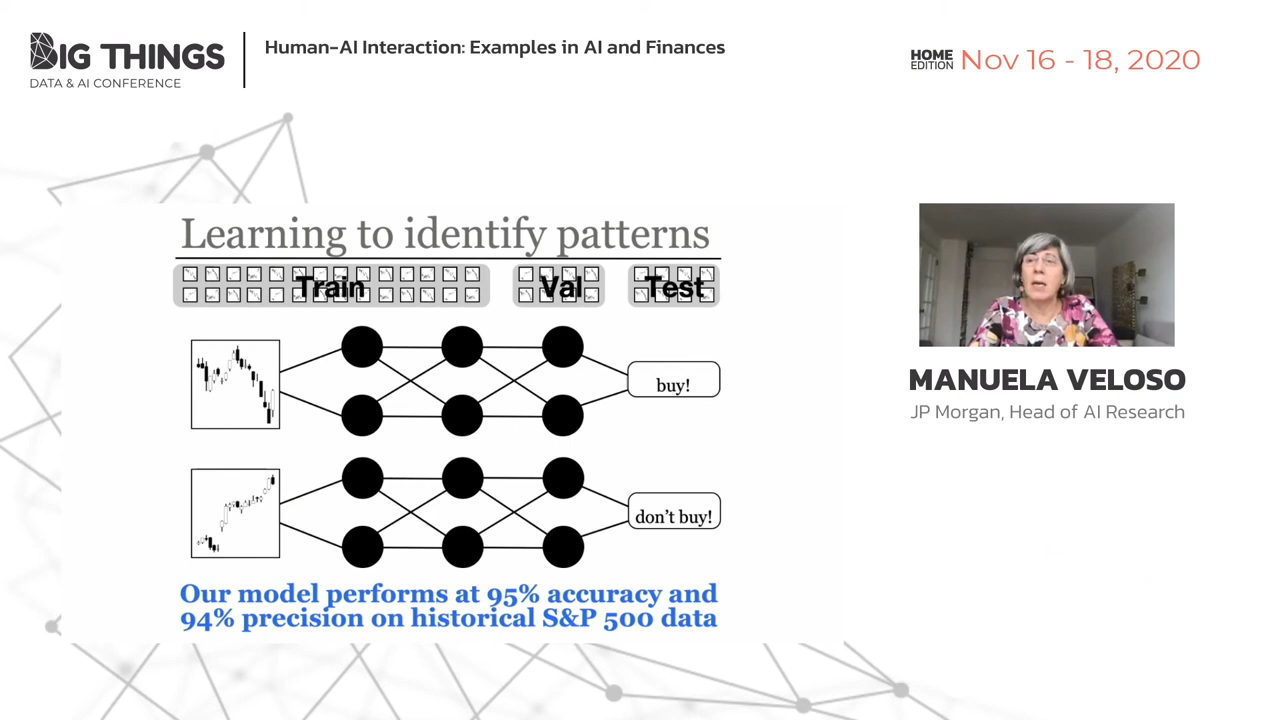 BIG THINGS
DATA & AI CONFERENCE
Human-AI Interaction: Examples in AI and Finances
HOME
EDITION
Nov 16 - 18, 2020
Learning to identify patterns
Train
Val
Test
buy!
don't buy!
Our model performs at 95% accuracy and
94% precision on historical S&P 500 data
MANUELA VELOSO
JP Morgan, Head of AI Research